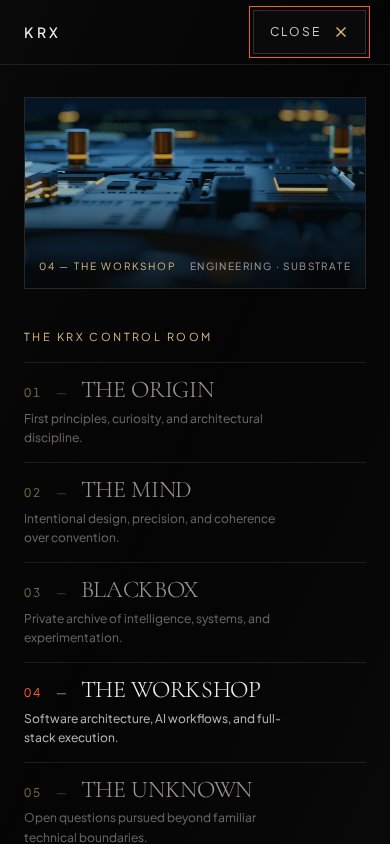 KRX
CLOSE ×
04 — THE WORKSHOP ENGINEERING · SUBSTRATE
THE KRX CONTROL ROOM
01 — THE ORIGIN
First principles, curiosity, and architectural
discipline.
02 — THE MIND
Intentional design, precision, and coherence
over convention.
03 — BLACKBOX
Private archive of intelligence, systems, and
experimentation.
04 — THE WORKSHOP
Software architecture, AI workflows, and full-
stack execution.
05 — THE UNKNOWN
Open questions pursued beyond familiar
technical boundaries.